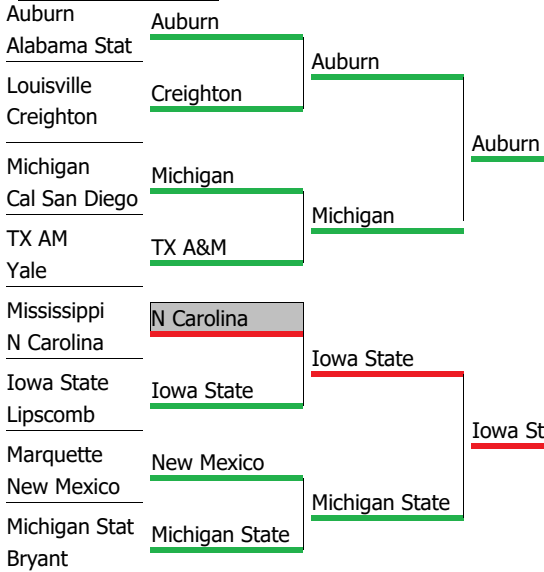 Auburn
Alabama Stat
Louisville
Creighton
Michigan
Cal San Diego
TX AM
Yale
Mississippi
N Carolina
Iowa State
Lipscomb
Marquette
New Mexico
Michigan Stat
Bryant
Auburn
Creighton
Michigan
TX A&M
N Carolina
Iowa State
New Mexico
Michigan State
Auburn
Michigan
Iowa State
Michigan State
Auburn
Iowa St